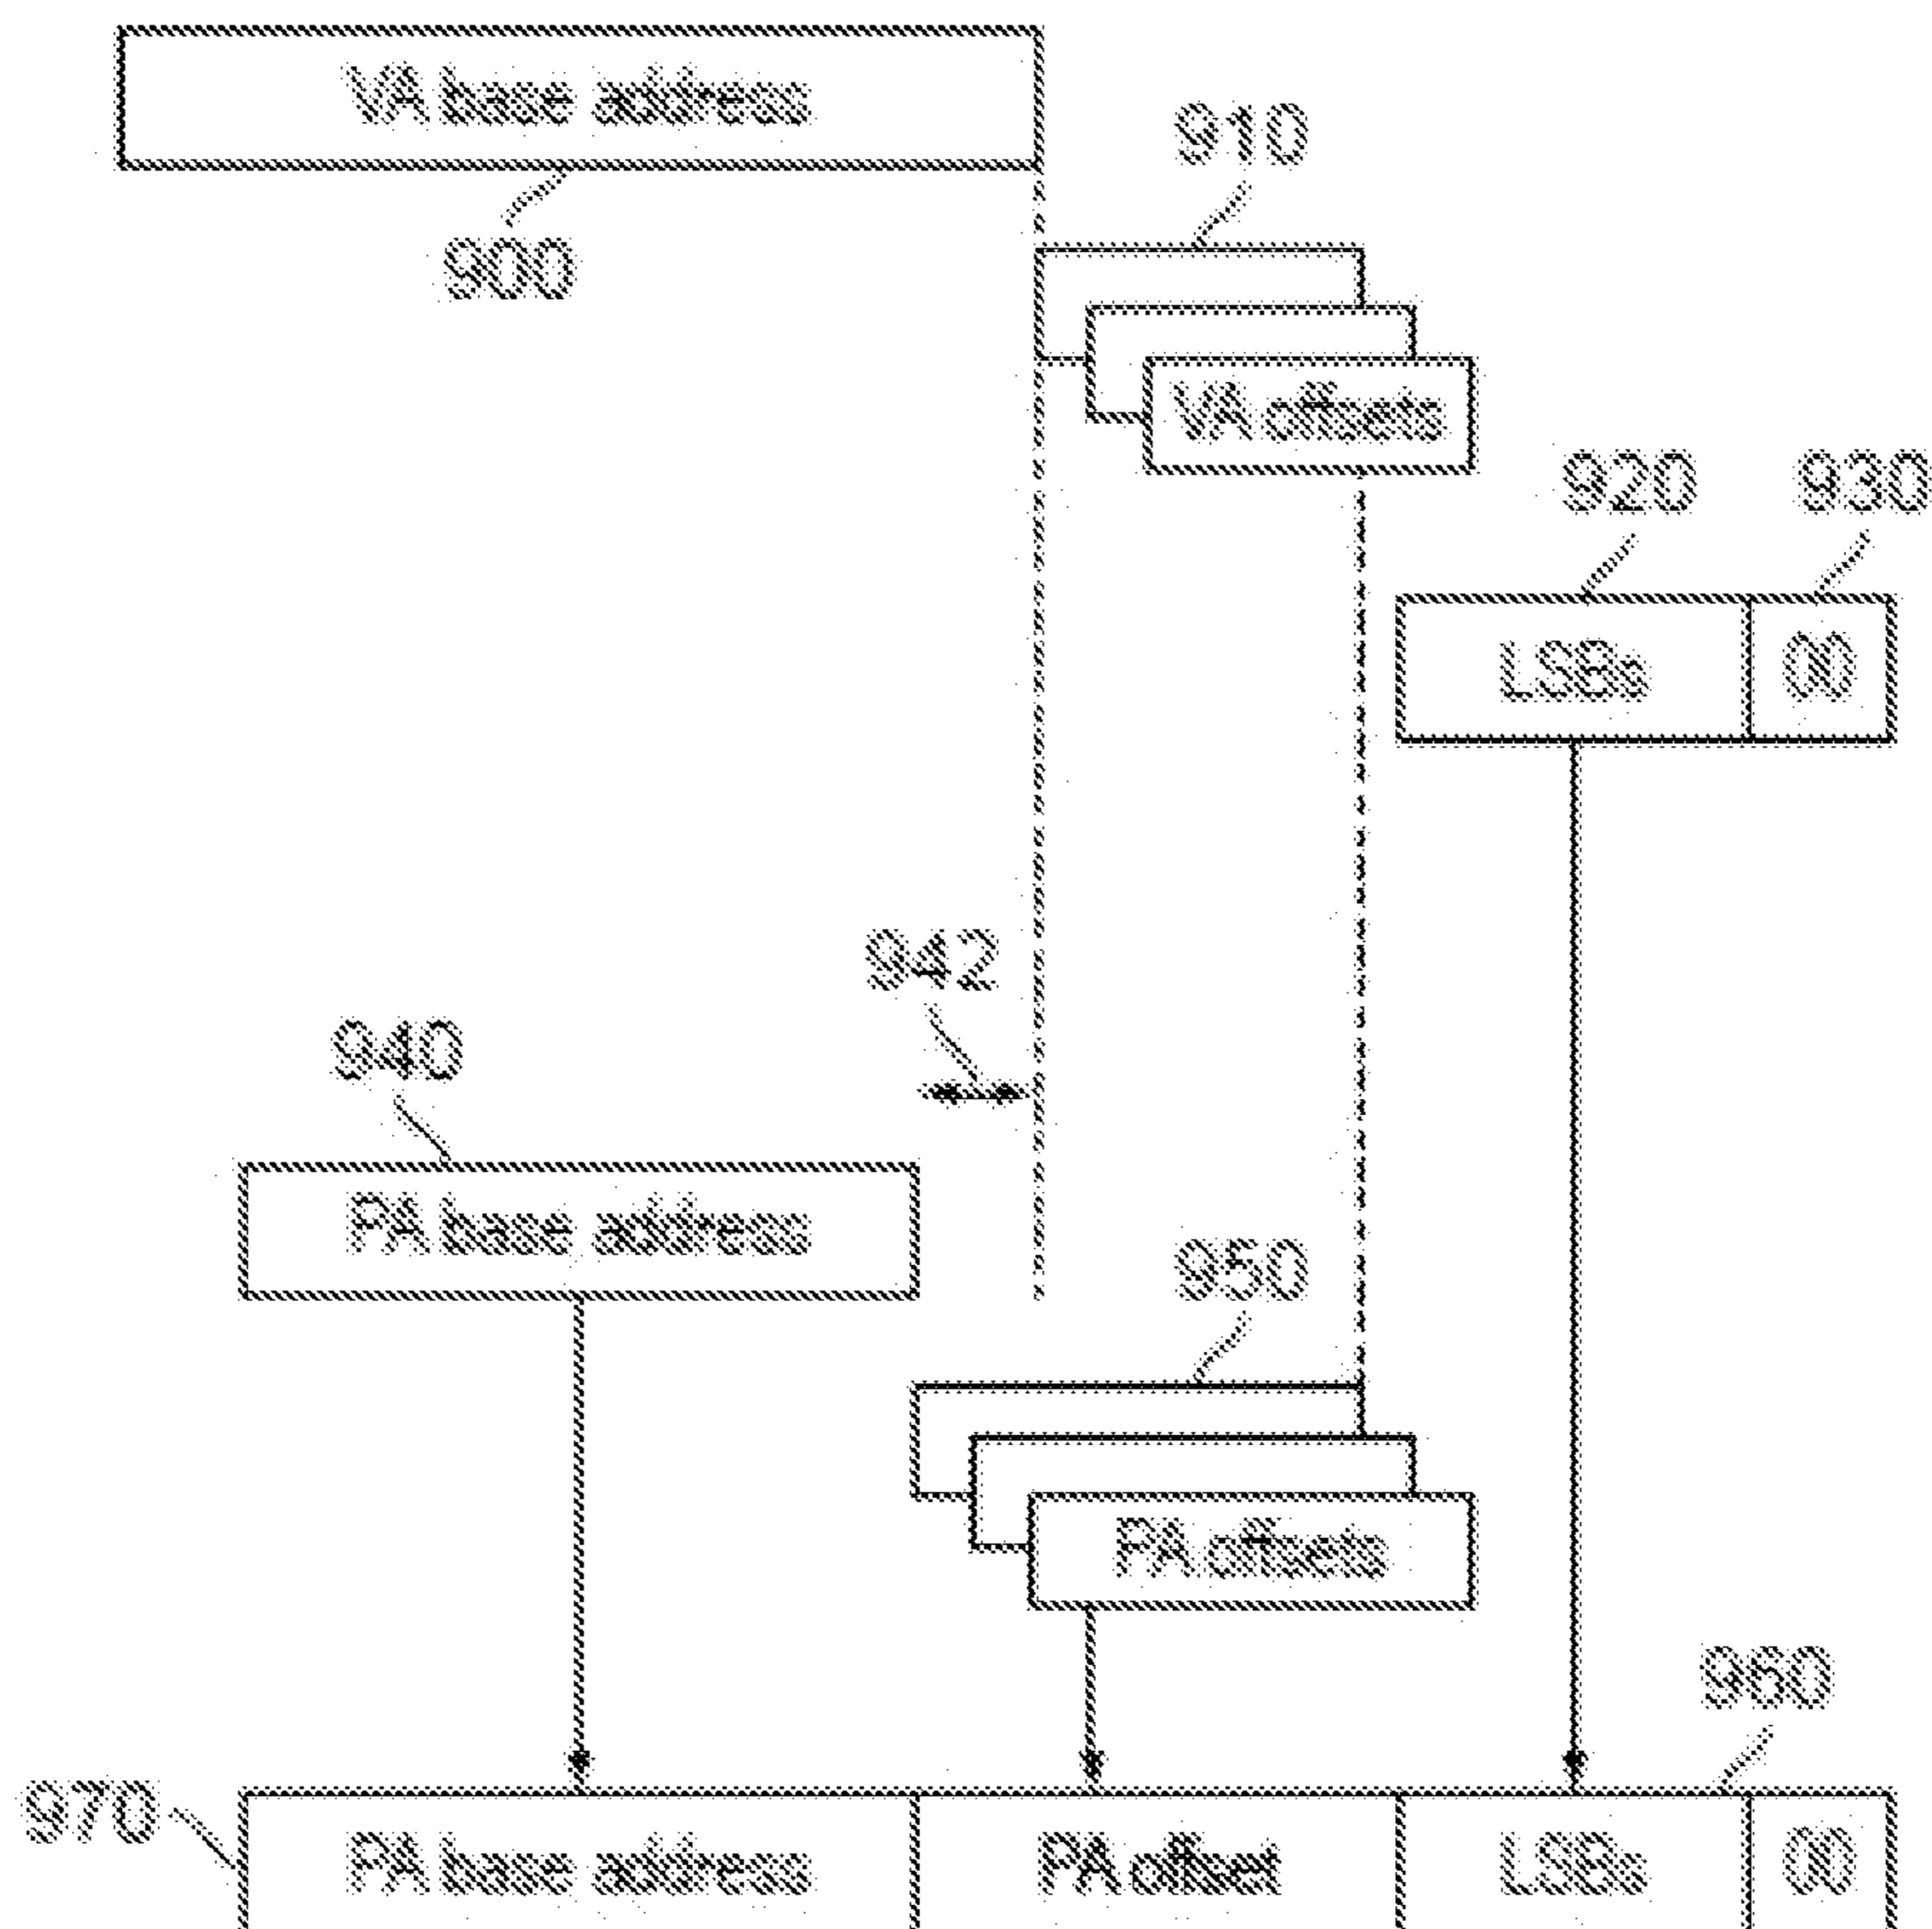 VA base address
910
900
VA offsets
920
930
LSBs
00
942
940
PA base address
950
PA offsets
960
970
PA base address
PA offset
LSBs
00